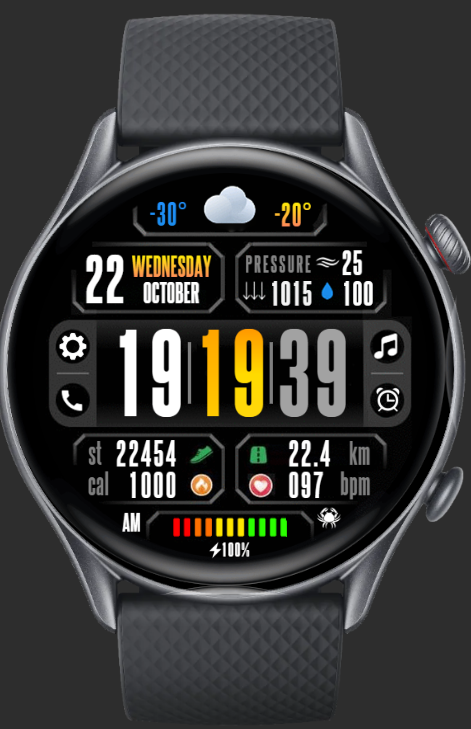 -30° -20°
22 WEDNESDAY OCTOBER
PRESSURE 25
1015 100
19 19 39
st 22454
cal 1000
22.4 km
097 bpm
AM
100%